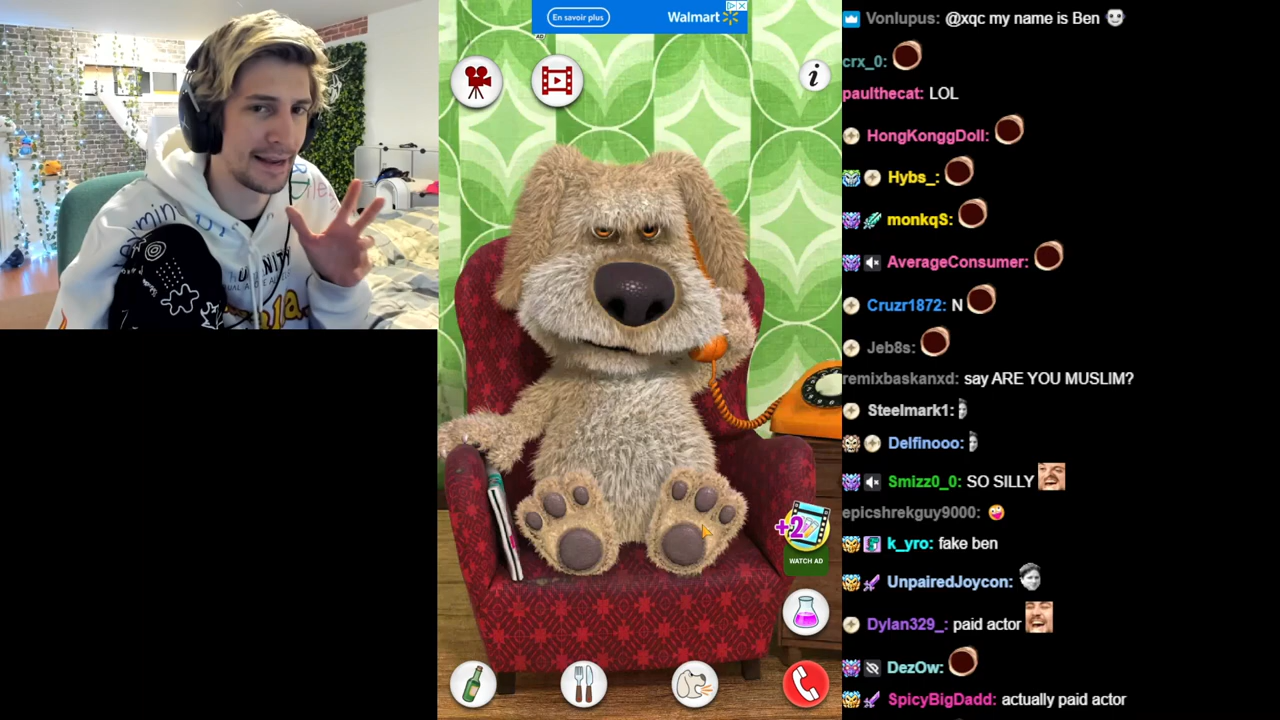 En savoir plus
Walmart
AD
i
+2
WATCH AD
Vonlupus: @xqc my name is Ben
crx_0:
paulthecat: LOL
HongKonggDoll:
Hybs_:
monkqS:
AverageConsumer:
Cruzr1872: N
Jeb8s:
remixbaskanxd: say ARE YOU MUSLIM?
Steelmark1:
Delfinooo:
Smizz0_0: SO SILLY
epicshrekguy9000:
k_yro: fake ben
UnpairedJoycon:
Dylan329_: paid actor
DezOw:
SpicyBigDadd: actually paid actor